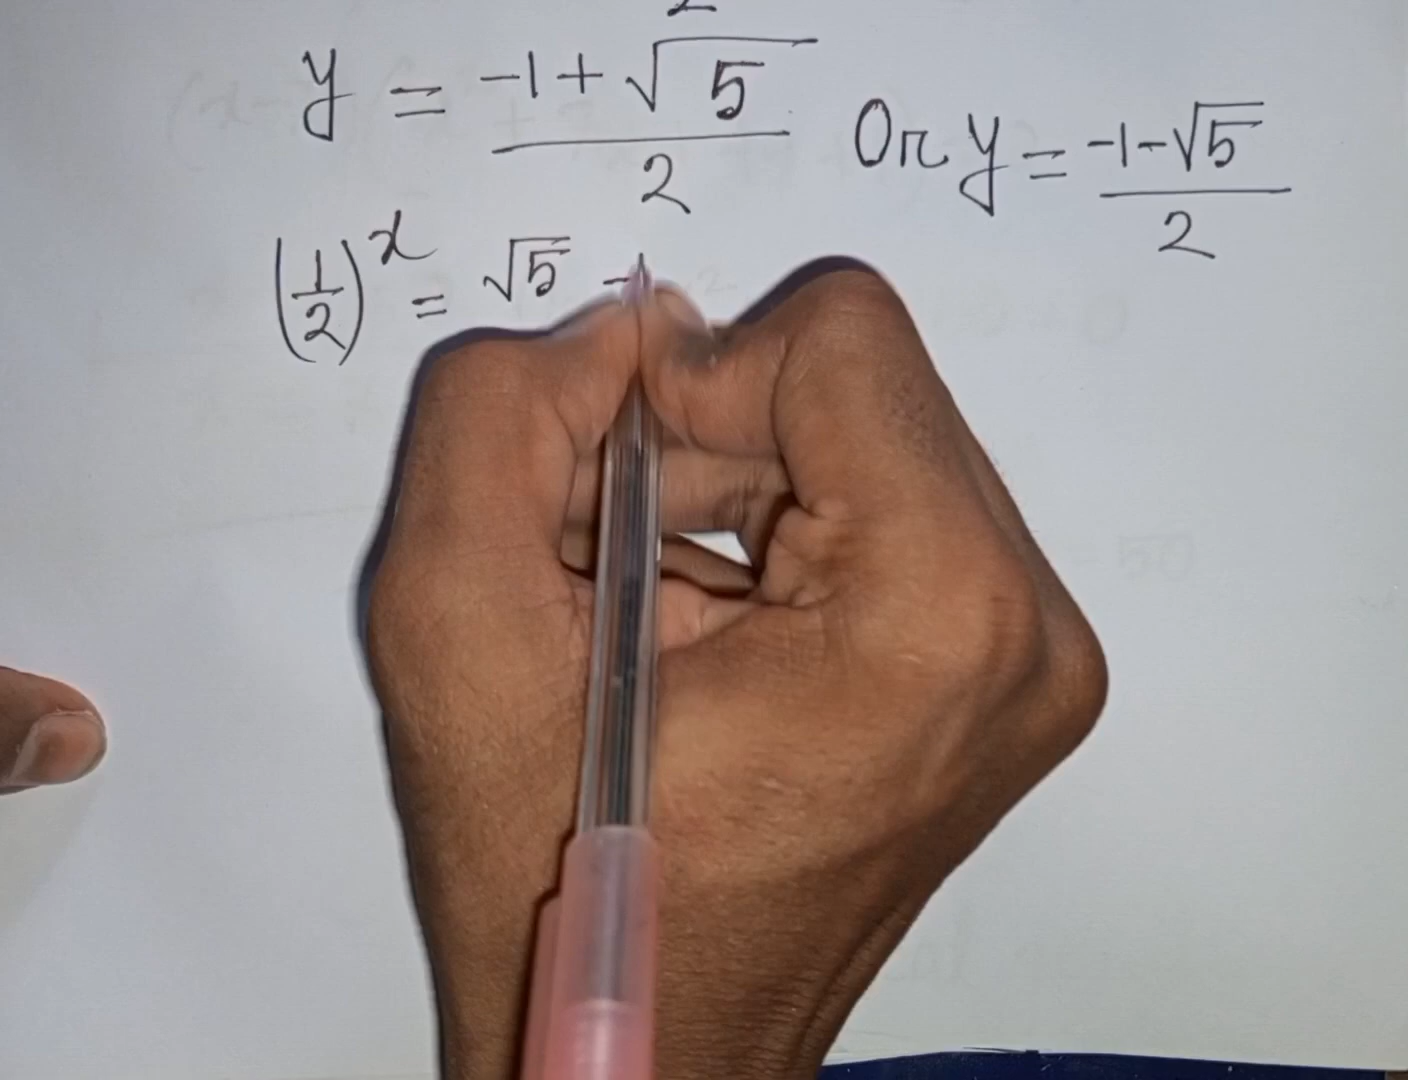 y = (-1 + √5)/2 Or y = (-1-√5)/2
(1/2)^x = √5 -